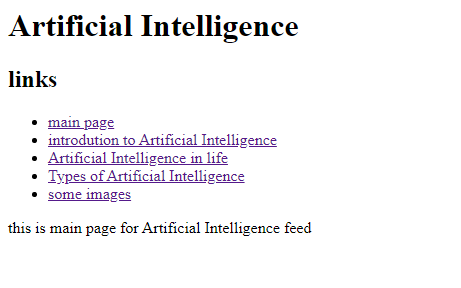 Artificial Intelligence
links
main page
introdution to Artificial Intelligence
Artificial Intelligence in life
Types of Artificial Intelligence
some images
this is main page for Artificial Intelligence feed